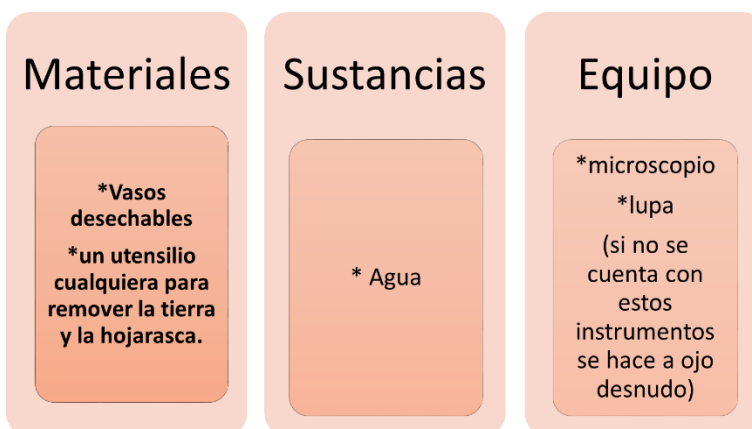 Materiales
*Vasos
desechables
*un utensilio
cualquiera para
remover la tierra
y la hojarasca.
Sustancias
* Agua
Equipo
*microscopio
*lupa
(si no se
cuenta con
estos
instrumentos
se hace a ojo
desnudo)